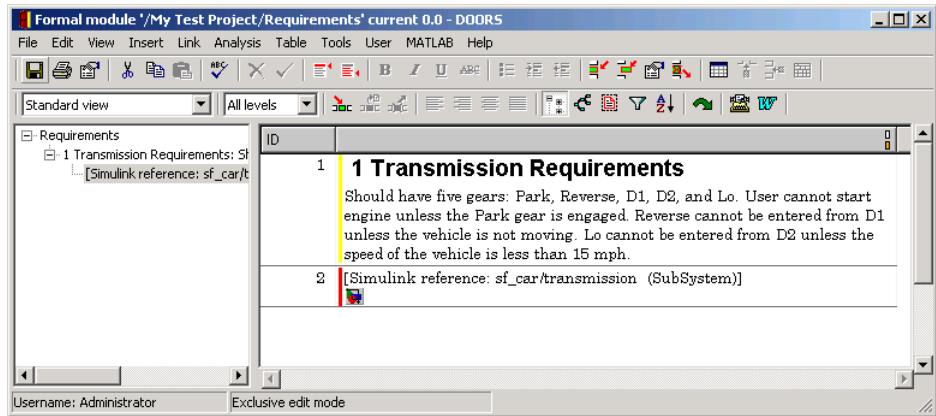 Formal module '/My Test Project/Requirements' current 0.0 - DOORS
File Edit View Insert Link Analysis Table Tools User MATLAB Help
B I U ABC
Standard view All levels
Requirements
1 Transmission Requirements: Sh
[Simulink reference: sf_car/t
ID
1 1 Transmission Requirements
Should have five gears: Park, Reverse, D1, D2, and Lo. User cannot start
engine unless the Park gear is engaged. Reverse cannot be entered from D1
unless the vehicle is not moving. Lo cannot be entered from D2 unless the
speed of the vehicle is less than 15 mph.
2 [Simulink reference: sf_car/transmission (SubSystem)]
Username: Administrator Exclusive edit mode